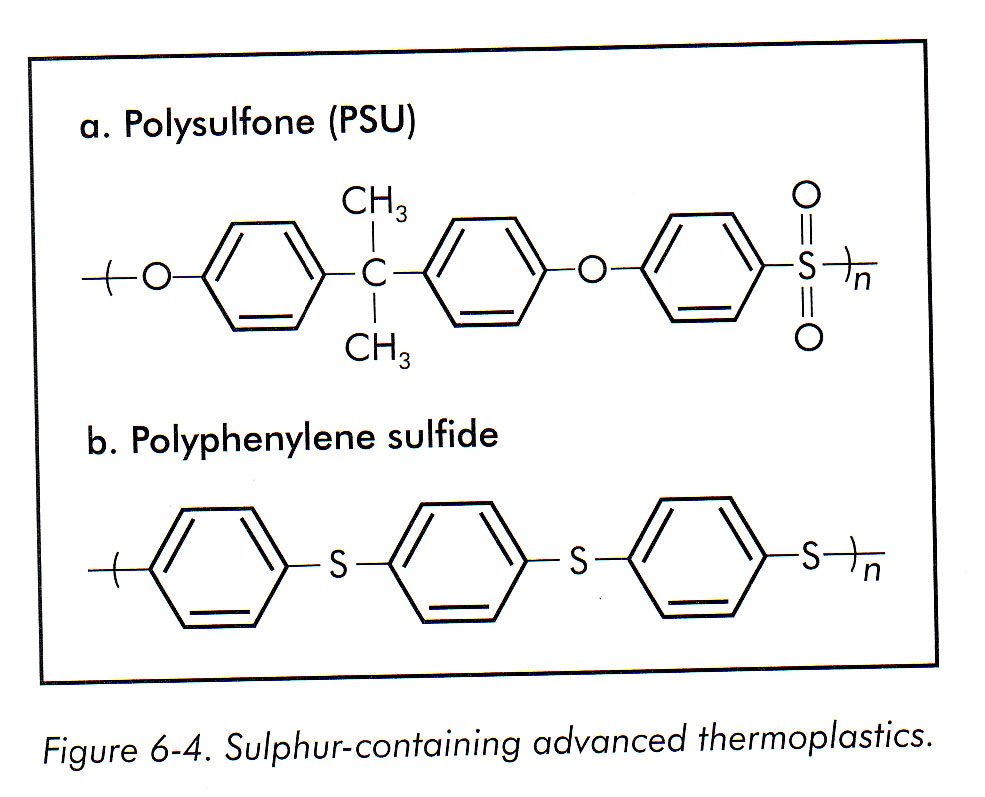 a. Polysulfone (PSU)
CH3
O
O C O S n
CH3
O
b. Polyphenylene sulfide
S S S n
Figure 6-4. Sulphur-containing advanced thermoplastics.